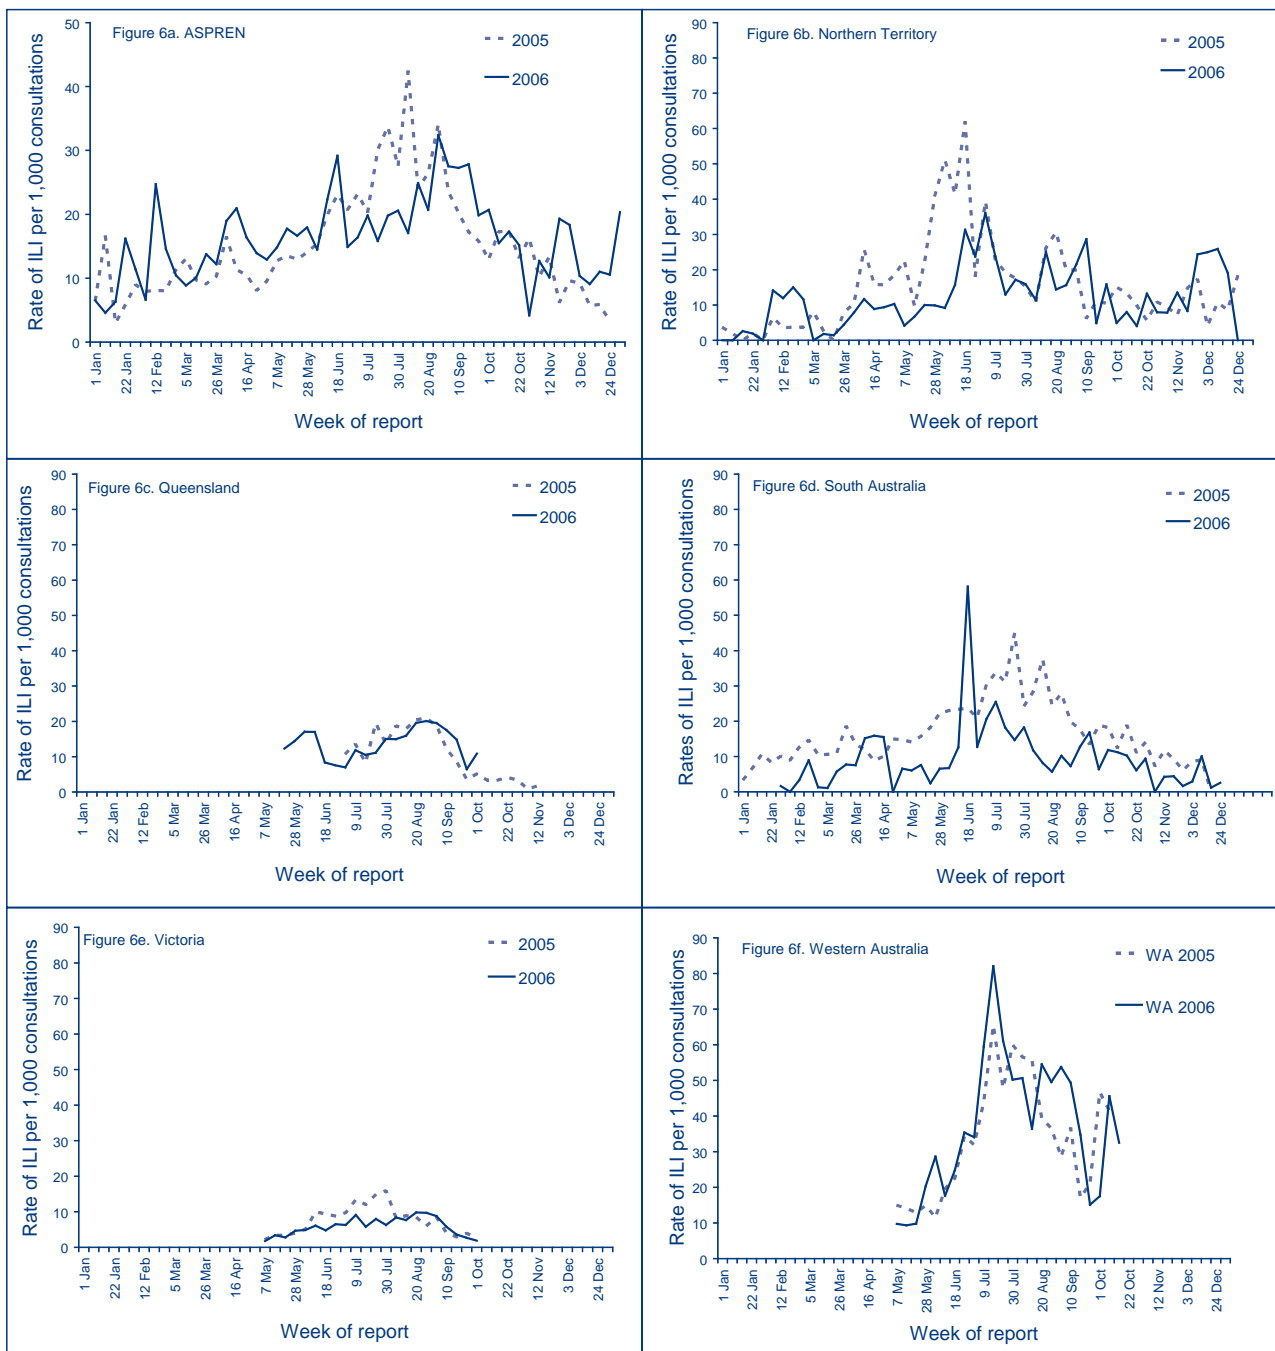 Figure 6a. ASPREN
2005
2006
Rate of ILI per 1,000 consultations
50
40
30
20
10
0
1 Jan
22 Jan
12 Feb
5 Mar
26 Mar
16 Apr
7 May
28 May
18 Jun
9 Jul
30 Jul
20 Aug
10 Sep
1 Oct
22 Oct
12 Nov
3 Dec
24 Dec
Week of report
Figure 6b. Northern Territory
2005
2006
Rate of ILI per 1,000 consultations
90
80
70
60
50
40
30
20
10
0
1 Jan
22 Jan
12 Feb
5 Mar
26 Mar
16 Apr
7 May
28 May
18 Jun
9 Jul
30 Jul
20 Aug
10 Sep
1 Oct
22 Oct
12 Nov
3 Dec
24 Dec
Week of report
Figure 6c. Queensland
2005
2006
Rate of ILI per 1,000 consultations
90
80
70
60
50
40
30
20
10
0
1 Jan
22 Jan
12 Feb
5 Mar
26 Mar
16 Apr
7 May
28 May
18 Jun
9 Jul
30 Jul
20 Aug
10 Sep
1 Oct
22 Oct
12 Nov
3 Dec
24 Dec
Week of report
Figure 6d. South Australia
2005
2006
Rates of ILI per 1,000 consultations
90
80
70
60
50
40
30
20
10
0
1 Jan
22 Jan
12 Feb
5 Mar
26 Mar
16 Apr
7 May
28 May
18 Jun
9 Jul
30 Jul
20 Aug
10 Sep
1 Oct
22 Oct
12 Nov
3 Dec
24 Dec
Week of report
Figure 6e. Victoria
2005
2006
Rate of ILI per 1,000 consultations
90
80
70
60
50
40
30
20
10
0
1 Jan
22 Jan
12 Feb
5 Mar
26 Mar
16 Apr
7 May
28 May
18 Jun
9 Jul
30 Jul
20 Aug
10 Sep
1 Oct
22 Oct
12 Nov
3 Dec
24 Dec
Week of report
Figure 6f. Western Australia
WA 2005
WA 2006
Rate of ILI per 1,000 consultations
90
80
70
60
50
40
30
20
10
0
1 Jan
22 Jan
12 Feb
5 Mar
26 Mar
16 Apr
7 May
28 May
18 Jun
9 Jul
30 Jul
20 Aug
10 Sep
1 Oct
22 Oct
12 Nov
3 Dec
24 Dec
Week of report